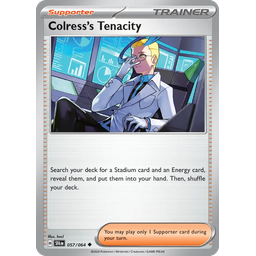 Supporter
TRAINER
Colress's Tenacity
Search your deck for a Stadium card and an Energy card,
reveal them, and put them into your hand. Then, shuffle
your deck.
You may play only 1 Supporter card during
your turn.
057/064